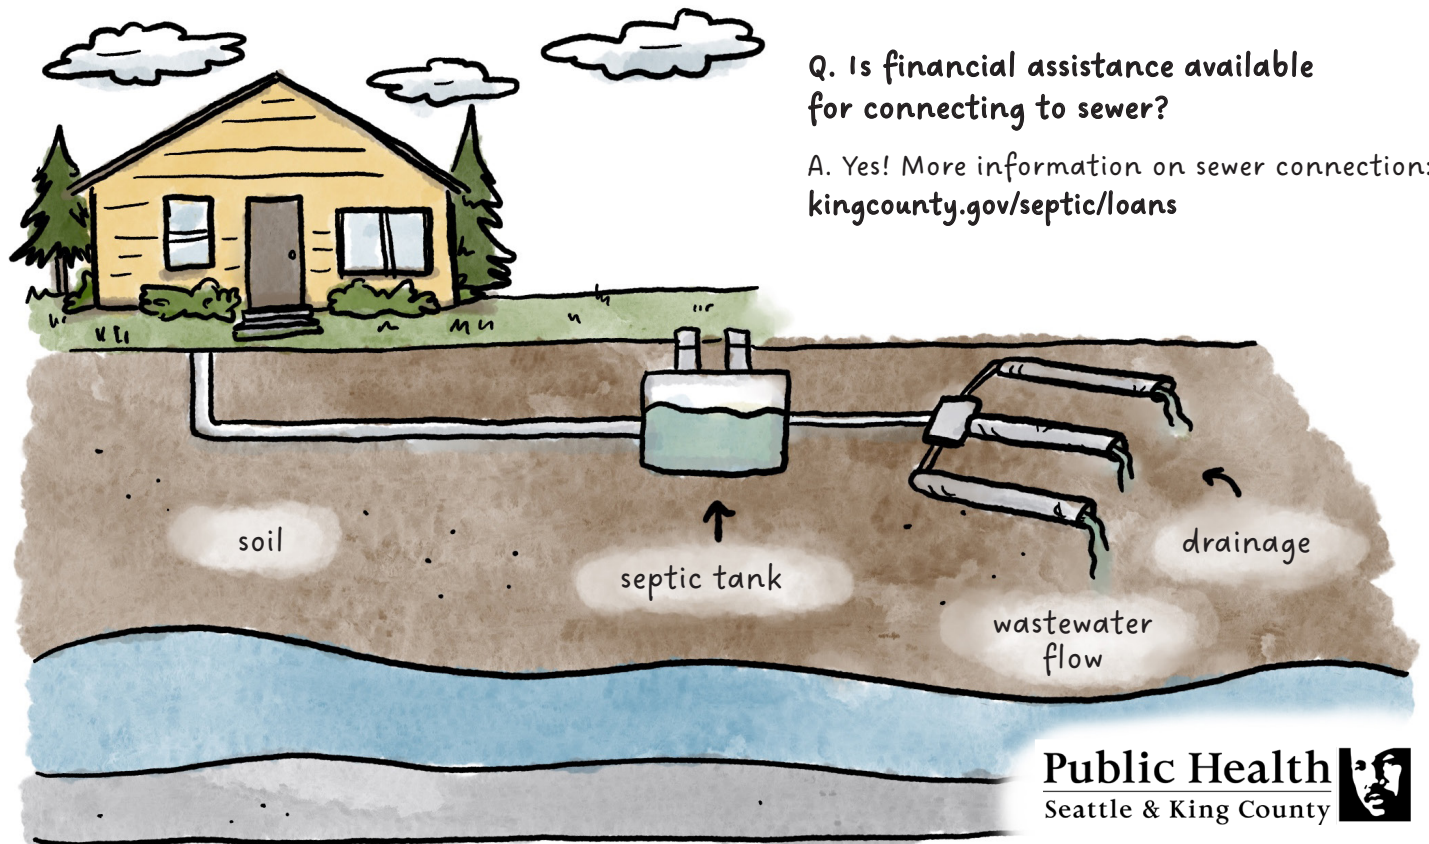 Q. Is financial assistance available
for connecting to sewer?
A. Yes! More information on sewer connection:
kingcounty.gov/septic/loans
soil
septic tank
drainage
wastewater
flow
Public Health
Seattle & King County